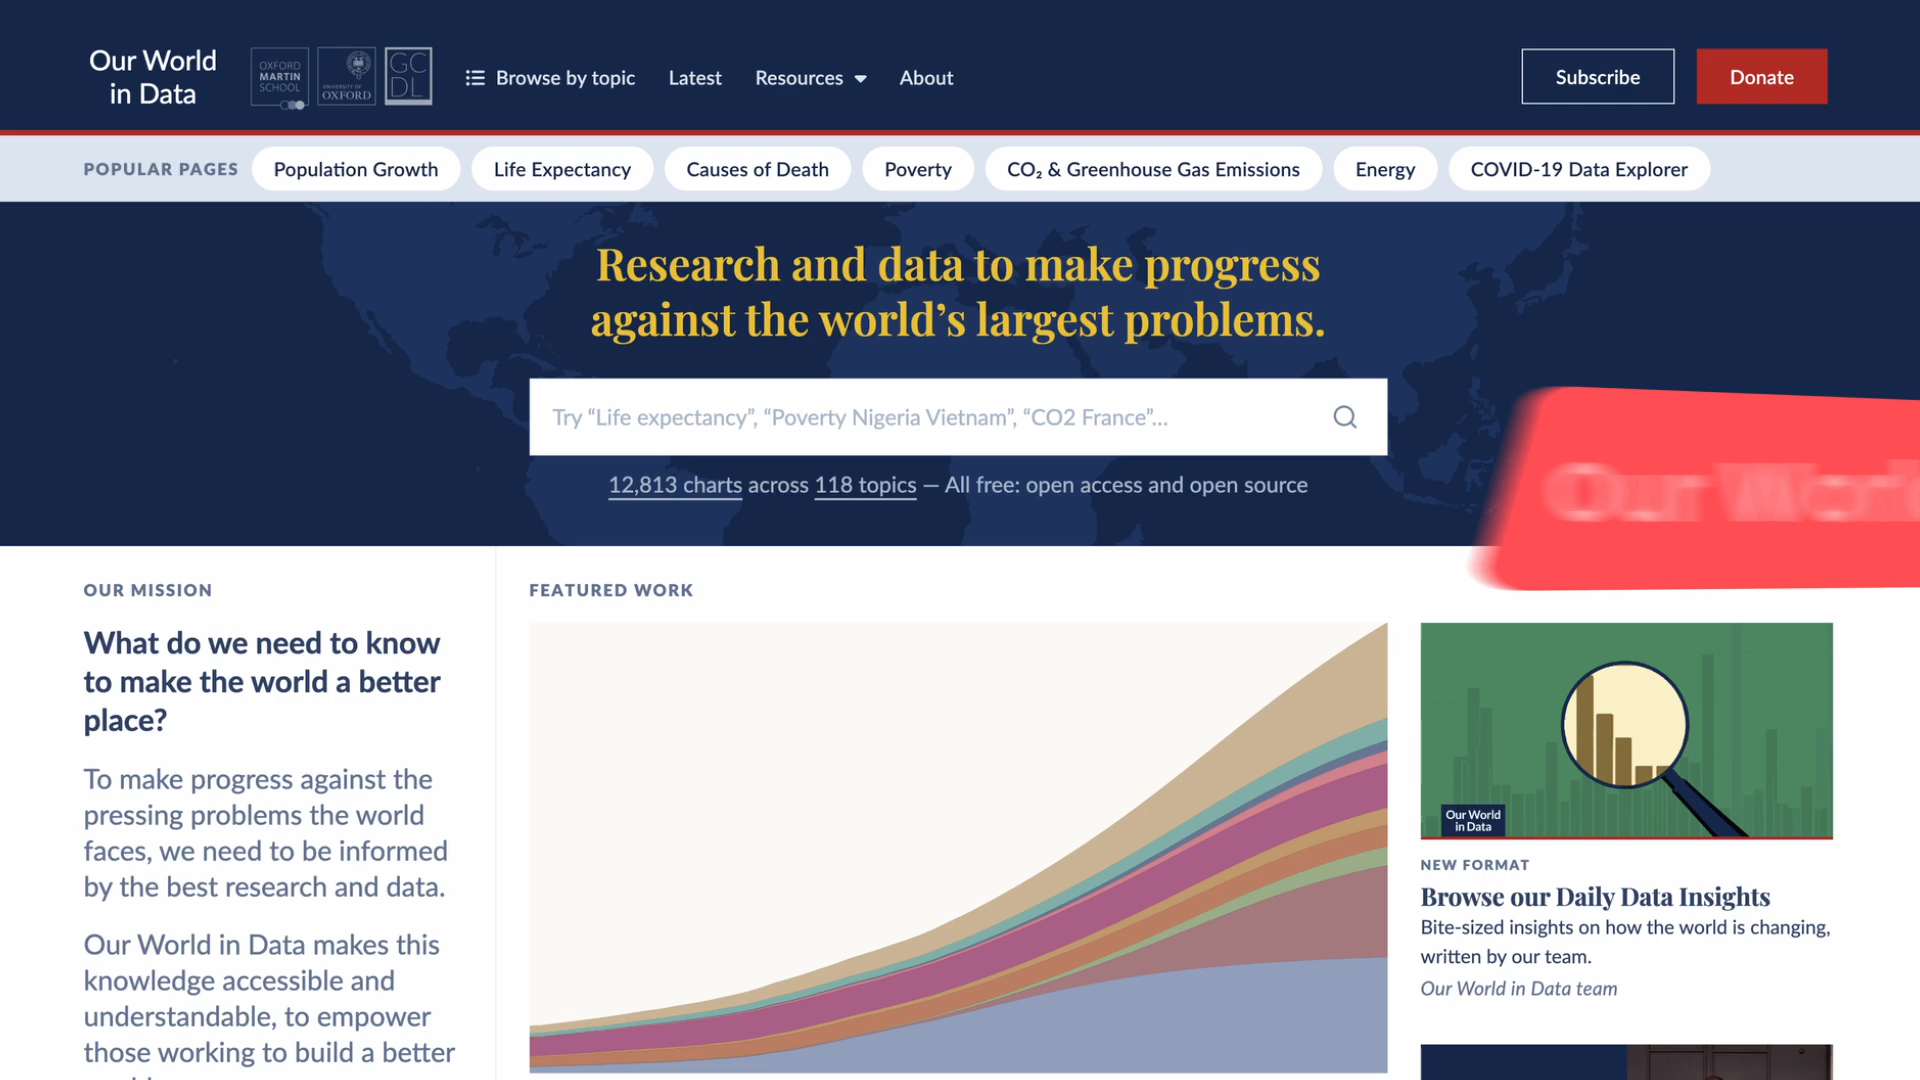 Our World
in Data
OXFORD
MARTIN
SCHOOL
UNIVERSITY OF
OXFORD
GC
DL
Browse by topic
Latest
Resources
About
Subscribe
Donate
POPULAR PAGES
Population Growth
Life Expectancy
Causes of Death
Poverty
CO₂ & Greenhouse Gas Emissions
Energy
COVID-19 Data Explorer
Research and data to make progress
against the world’s largest problems.
Try “Life expectancy”, “Poverty Nigeria Vietnam”, “CO2 France”...
12,813 charts across 118 topics — All free: open access and open source
Our
OUR MISSION
What do we need to know
to make the world a better
place?
To make progress against the
pressing problems the world
faces, we need to be informed
by the best research and data.
Our World in Data makes this
knowledge accessible and
understandable, to empower
those working to build a better
FEATURED WORK
Our World
in Data
NEW FORMAT
Browse our Daily Data Insights
Bite-sized insights on how the world is changing,
written by our team.
Our World in Data team